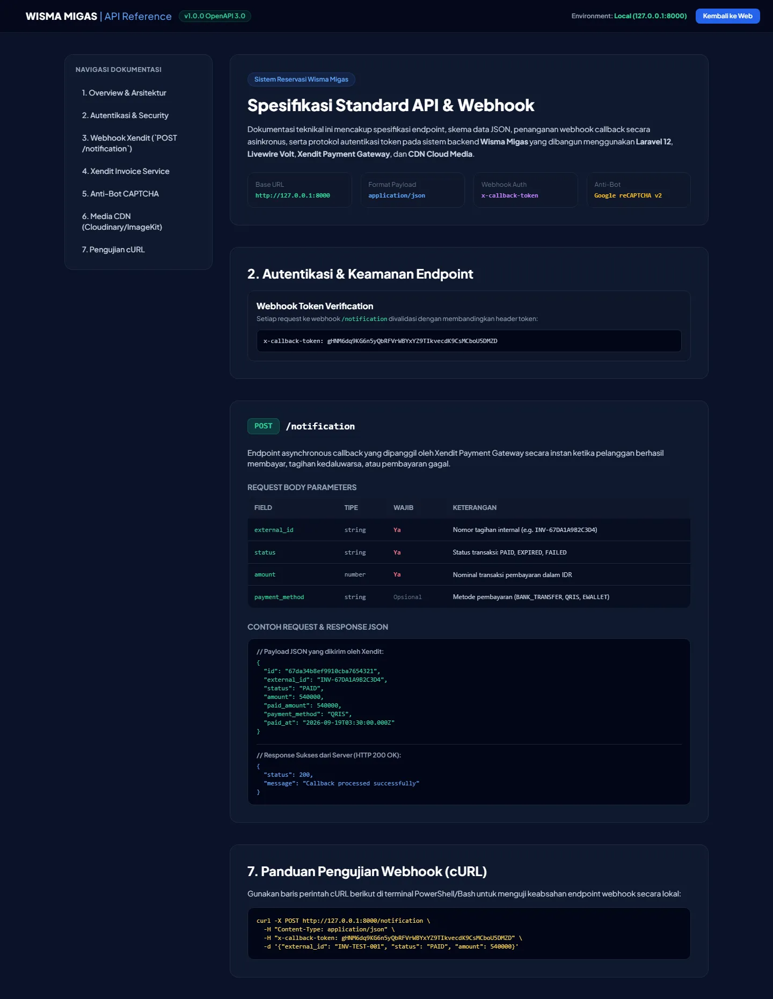 WISMA MIGAS | API Reference v1.0.0 OpenAPI 3.0
Environment: Local (127.0.0.1:8000) Kembali ke Web
NAVIGASI DOKUMENTASI
1. Overview & Arsitektur
2. Autentikasi & Security
3. Webhook Xendit (`POST
/notification`)
4. Xendit Invoice Service
5. Anti-Bot CAPTCHA
6. Media CDN
(Cloudinary/ImageKit)
7. Pengujian cURL
Sistem Reservasi Wisma Migas
Spesifikasi Standard API & Webhook
Dokumentasi teknikal ini mencakup spesifikasi endpoint, skema data JSON, penanganan webhook callback secara
asinkronus, serta protokol autentikasi token pada sistem backend Wisma Migas yang dibangun menggunakan Laravel 12,
Livewire Volt, Xendit Payment Gateway, dan CDN Cloud Media.
Base URL
http://127.0.0.1:8000
Format Payload
application/json
Webhook Auth
x-callback-token
Anti-Bot
Google reCAPTCHA v2
2. Autentikasi & Keamanan Endpoint
Webhook Token Verification
Setiap request ke webhook /notification divalidasi dengan membandingkan header token:
x-callback-token: gHNM6dq9KG6n5yQbRFVrWBYxYZ9TIkvecdK9CsMCboU5DMZD
POST /notification
Endpoint asynchronous callback yang dipanggil oleh Xendit Payment Gateway secara instan ketika pelanggan berhasil
membayar, tagihan kedaluwarsa, atau pembayaran gagal.
REQUEST BODY PARAMETERS
FIELD TIPE WAJIB KETERANGAN
external_id string Ya Nomor tagihan internal (e.g. INV-67DA1A9B2C3D4)
status string Ya Status transaksi: PAID, EXPIRED, FAILED
amount number Ya Nominal transaksi pembayaran dalam IDR
payment_method string Opsional Metode pembayaran (BANK_TRANSFER, QRIS, EWALLET)
CONTOH REQUEST & RESPONSE JSON
// Payload JSON yang dikirim oleh Xendit:
{
"id": "67da34b8ef9910cba7654321",
"external_id": "INV-67DA1A9B2C3D4",
"status": "PAID",
"amount": 540000,
"paid_amount": 540000,
"payment_method": "QRIS",
"paid_at": "2026-09-19T03:30:00.000Z"
}
// Response Sukses dari Server (HTTP 200 OK):
{
"status": 200,
"message": "Callback processed successfully"
}
7. Panduan Pengujian Webhook (cURL)
Gunakan baris perintah cURL berikut di terminal PowerShell/Bash untuk menguji keabsahan endpoint webhook secara lokal:
curl -X POST http://127.0.0.1:8000/notification \
-H "Content-Type: application/json" \
-H "x-callback-token: gHNM6dq9KG6n5yQbRFVrWBYxYZ9TIkvecdK9CsMCboU5DMZD" \
-d '{"external_id": "INV-TEST-001", "status": "PAID", "amount": 540000}'